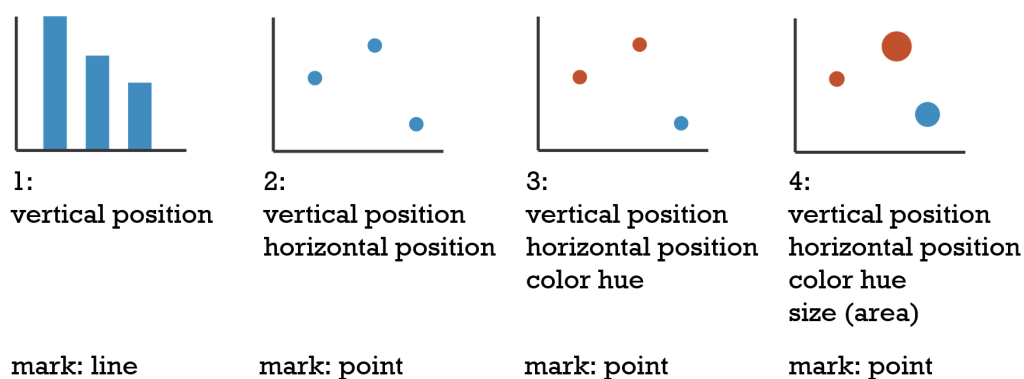 1:
vertical position
mark: line
2:
vertical position
horizontal position
mark: point
3:
vertical position
horizontal position
color hue
mark: point
4:
vertical position
horizontal position
color hue
size (area)
mark: point